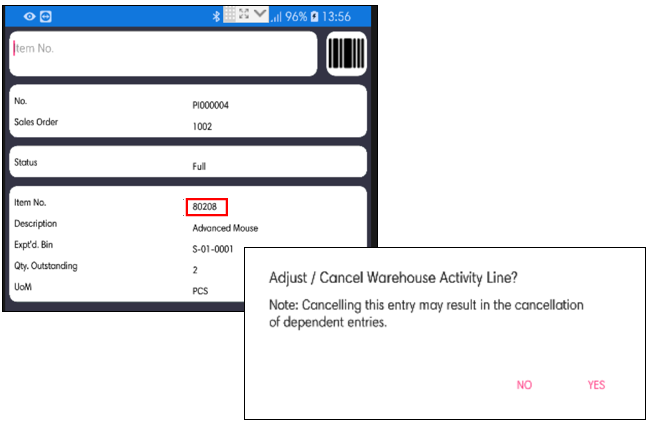 96% 13:56
Item No.
No. PI000004
Sales Order 1002
Status Full
Item No. 80208
Description Advanced Mouse
Expt'd. Bin S-01-0001
Qty. Outstanding 2
UoM PCS
Adjust / Cancel Warehouse Activity Line?
Note: Cancelling this entry may result in the cancellation
of dependent entries.
NO YES